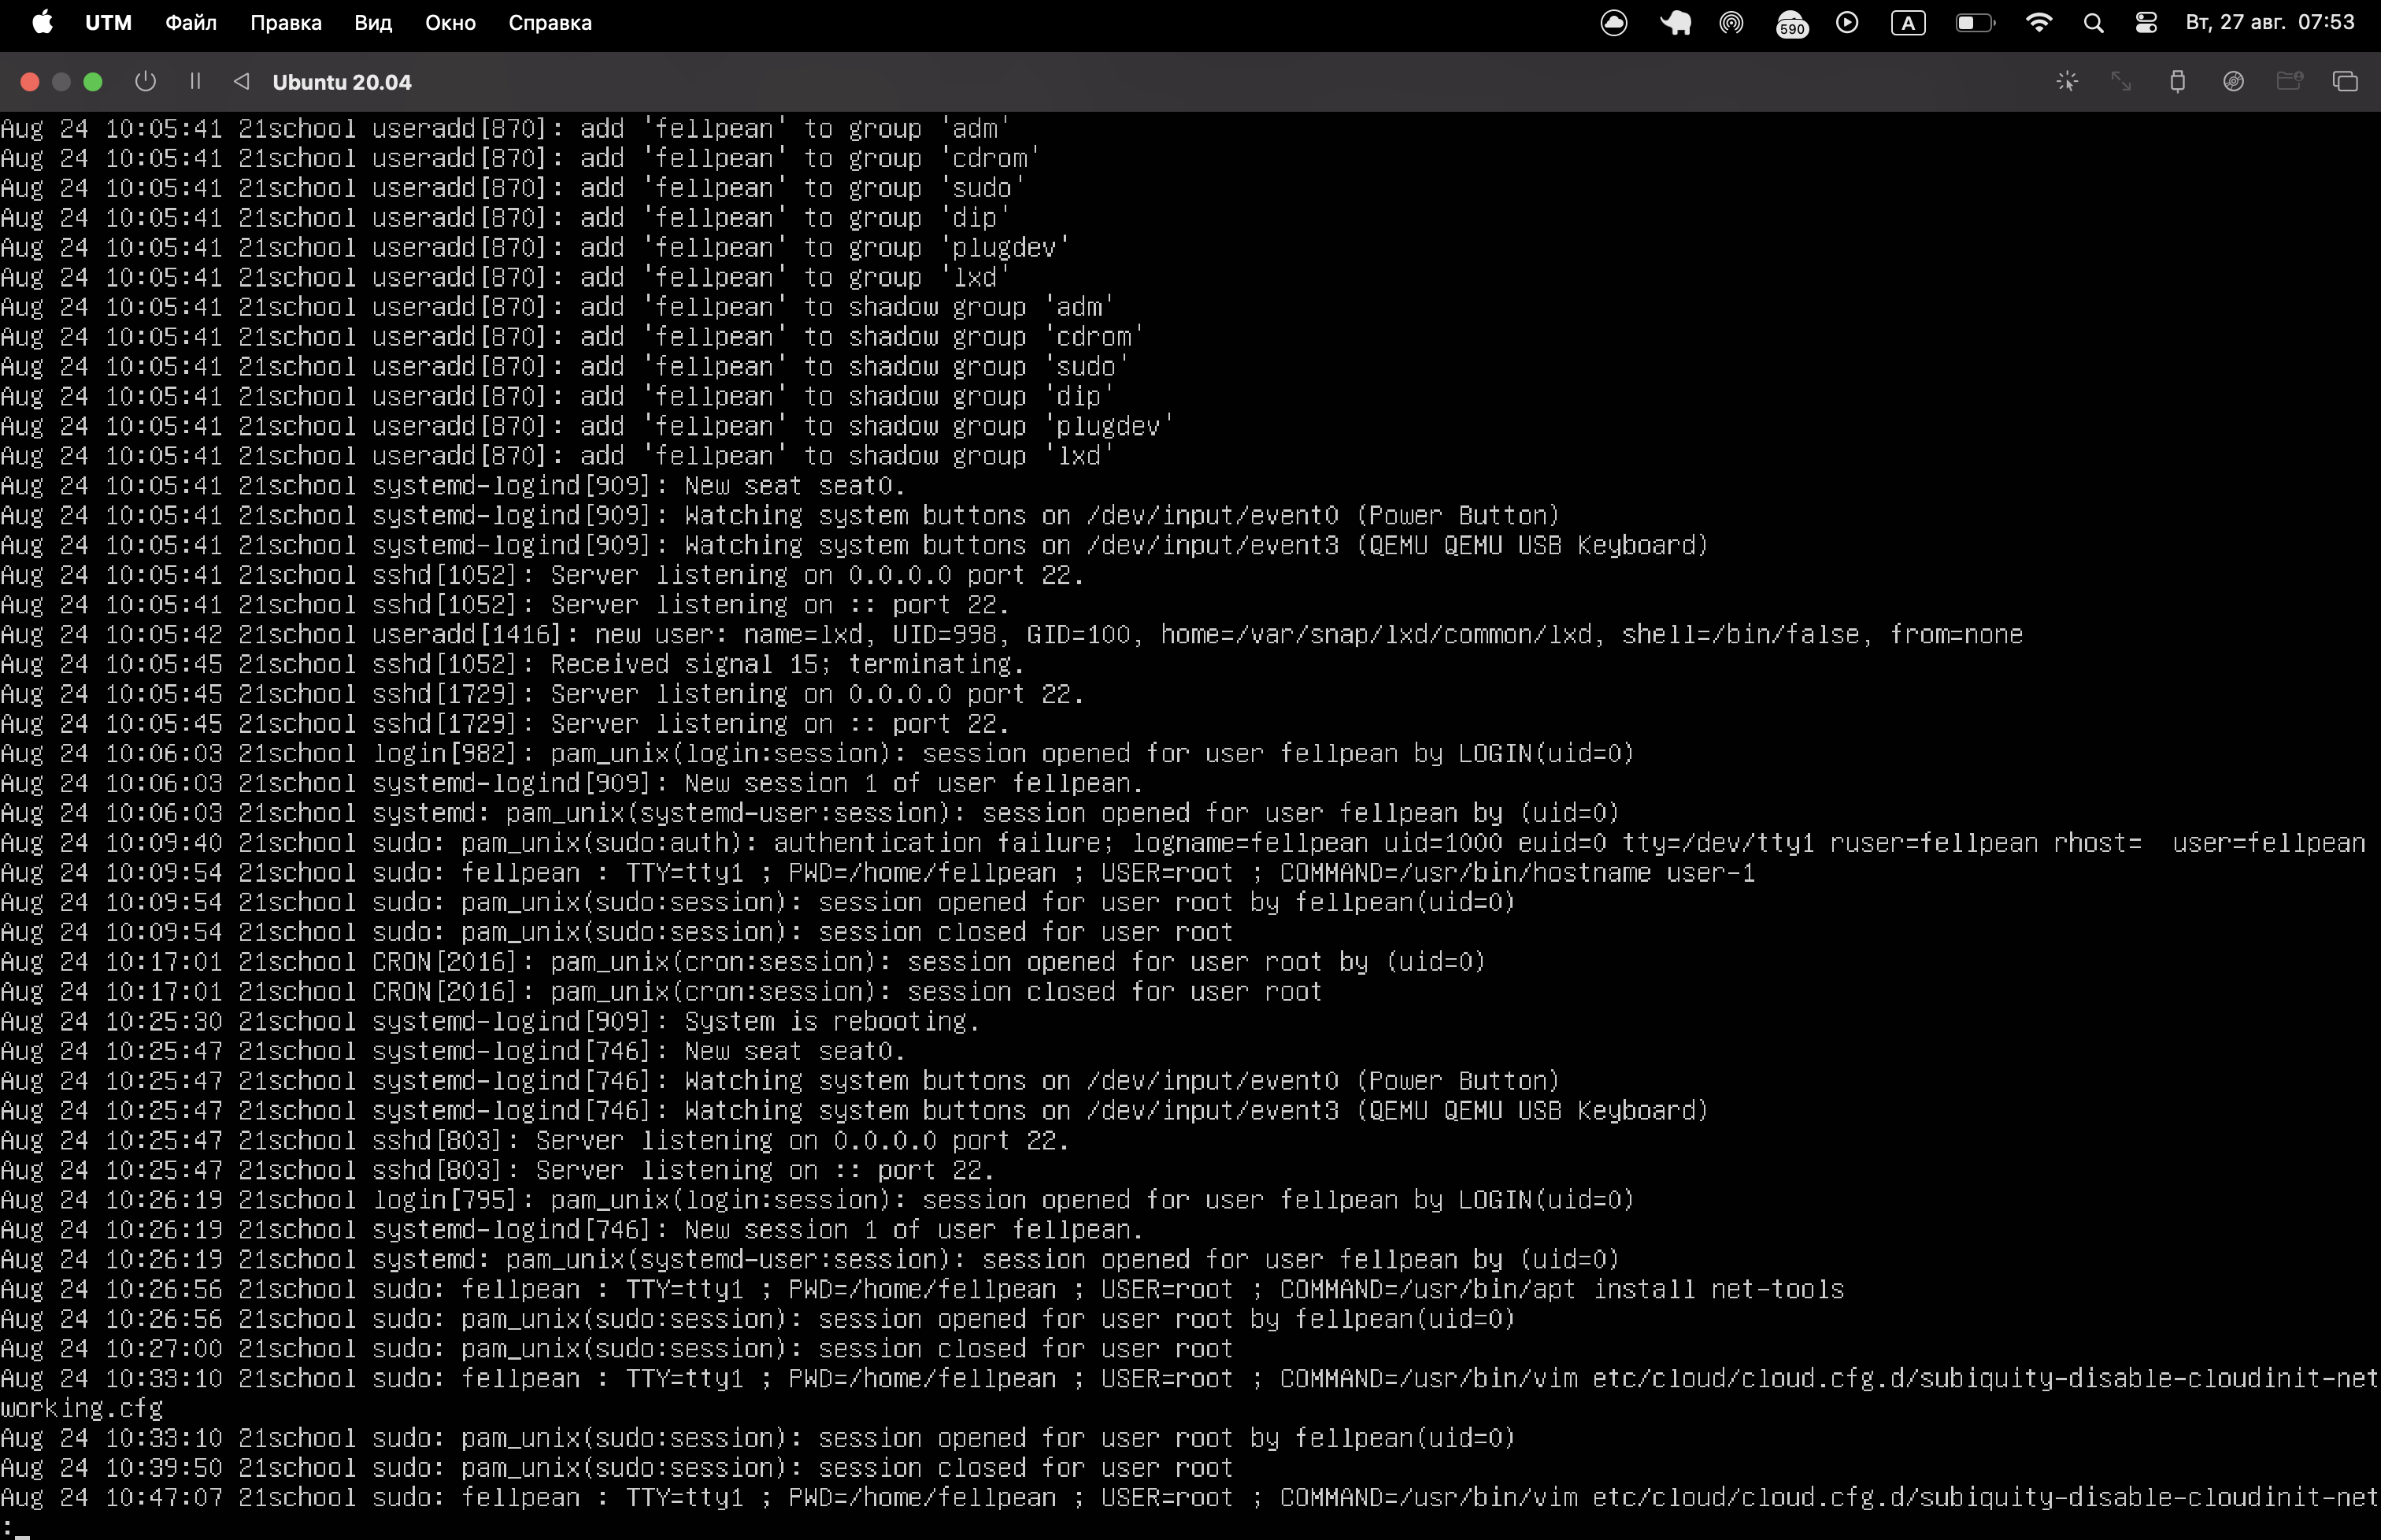 UTM Файл Правка Вид Окно Справка 590 A Вт, 27 авг. 07:53
Ubuntu 20.04
Aug 24 10:05:41 21school useradd[870]: add 'fellpean' to group 'adm'
Aug 24 10:05:41 21school useradd[870]: add 'fellpean' to group 'cdrom'
Aug 24 10:05:41 21school useradd[870]: add 'fellpean' to group 'sudo'
Aug 24 10:05:41 21school useradd[870]: add 'fellpean' to group 'dip'
Aug 24 10:05:41 21school useradd[870]: add 'fellpean' to group 'plugdev'
Aug 24 10:05:41 21school useradd[870]: add 'fellpean' to group 'lxd'
Aug 24 10:05:41 21school useradd[870]: add 'fellpean' to shadow group 'adm'
Aug 24 10:05:41 21school useradd[870]: add 'fellpean' to shadow group 'cdrom'
Aug 24 10:05:41 21school useradd[870]: add 'fellpean' to shadow group 'sudo'
Aug 24 10:05:41 21school useradd[870]: add 'fellpean' to shadow group 'dip'
Aug 24 10:05:41 21school useradd[870]: add 'fellpean' to shadow group 'plugdev'
Aug 24 10:05:41 21school useradd[870]: add 'fellpean' to shadow group 'lxd'
Aug 24 10:05:41 21school systemd-logind[909]: New seat seat0.
Aug 24 10:05:41 21school systemd-logind[909]: Watching system buttons on /dev/input/event0 (Power Button)
Aug 24 10:05:41 21school systemd-logind[909]: Watching system buttons on /dev/input/event3 (QEMU QEMU USB Keyboard)
Aug 24 10:05:41 21school sshd[1052]: Server listening on 0.0.0.0 port 22.
Aug 24 10:05:41 21school sshd[1052]: Server listening on :: port 22.
Aug 24 10:05:42 21school useradd[1416]: new user: name=lxd, UID=998, GID=100, home=/var/snap/lxd/common/lxd, shell=/bin/false, from=none
Aug 24 10:05:45 21school sshd[1052]: Received signal 15; terminating.
Aug 24 10:05:45 21school sshd[1729]: Server listening on 0.0.0.0 port 22.
Aug 24 10:05:45 21school sshd[1729]: Server listening on :: port 22.
Aug 24 10:06:03 21school login[982]: pam_unix(login:session): session opened for user fellpean by LOGIN(uid=0)
Aug 24 10:06:03 21school systemd-logind[909]: New session 1 of user fellpean.
Aug 24 10:06:03 21school systemd: pam_unix(systemd-user:session): session opened for user fellpean by (uid=0)
Aug 24 10:09:40 21school sudo: pam_unix(sudo:auth): authentication failure; logname=fellpean uid=1000 euid=0 tty=/dev/tty1 ruser=fellpean rhost=  user=fellpean
Aug 24 10:09:54 21school sudo: fellpean : TTY=tty1 ; PWD=/home/fellpean ; USER=root ; COMMAND=/usr/bin/hostname user-1
Aug 24 10:09:54 21school sudo: pam_unix(sudo:session): session opened for user root by fellpean(uid=0)
Aug 24 10:09:54 21school sudo: pam_unix(sudo:session): session closed for user root
Aug 24 10:17:01 21school CRON[2016]: pam_unix(cron:session): session opened for user root by (uid=0)
Aug 24 10:17:01 21school CRON[2016]: pam_unix(cron:session): session closed for user root
Aug 24 10:25:30 21school systemd-logind[909]: System is rebooting.
Aug 24 10:25:47 21school systemd-logind[746]: New seat seat0.
Aug 24 10:25:47 21school systemd-logind[746]: Watching system buttons on /dev/input/event0 (Power Button)
Aug 24 10:25:47 21school systemd-logind[746]: Watching system buttons on /dev/input/event3 (QEMU QEMU USB Keyboard)
Aug 24 10:25:47 21school sshd[803]: Server listening on 0.0.0.0 port 22.
Aug 24 10:25:47 21school sshd[803]: Server listening on :: port 22.
Aug 24 10:26:19 21school login[795]: pam_unix(login:session): session opened for user fellpean by LOGIN(uid=0)
Aug 24 10:26:19 21school systemd-logind[746]: New session 1 of user fellpean.
Aug 24 10:26:19 21school systemd: pam_unix(systemd-user:session): session opened for user fellpean by (uid=0)
Aug 24 10:26:56 21school sudo: fellpean : TTY=tty1 ; PWD=/home/fellpean ; USER=root ; COMMAND=/usr/bin/apt install net-tools
Aug 24 10:26:56 21school sudo: pam_unix(sudo:session): session opened for user root by fellpean(uid=0)
Aug 24 10:27:00 21school sudo: pam_unix(sudo:session): session closed for user root
Aug 24 10:33:10 21school sudo: fellpean : TTY=tty1 ; PWD=/home/fellpean ; USER=root ; COMMAND=/usr/bin/vim etc/cloud/cloud.cfg.d/subiquity-disable-cloudinit-net
working.cfg
Aug 24 10:33:10 21school sudo: pam_unix(sudo:session): session opened for user root by fellpean(uid=0)
Aug 24 10:39:50 21school sudo: pam_unix(sudo:session): session closed for user root
Aug 24 10:47:07 21school sudo: fellpean : TTY=tty1 ; PWD=/home/fellpean ; USER=root ; COMMAND=/usr/bin/vim etc/cloud/cloud.cfg.d/subiquity-disable-cloudinit-net
: